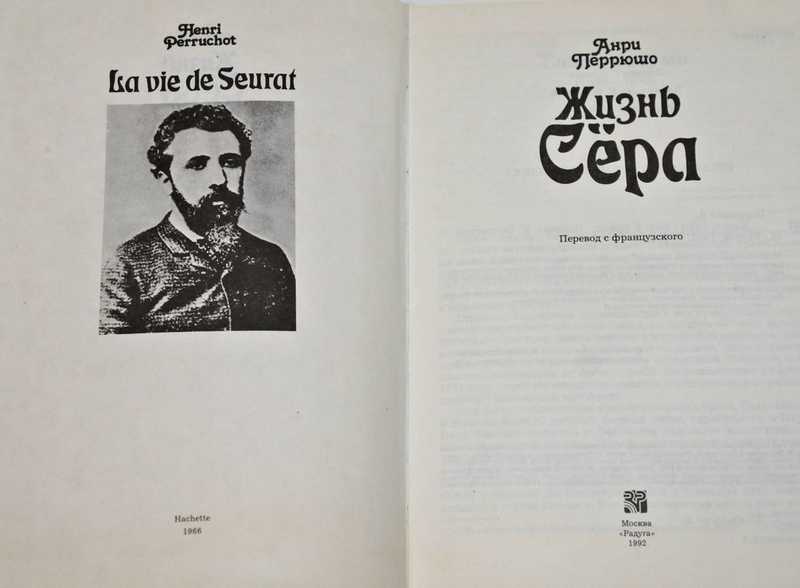 Henri
Perruchot
La vie de Seurat
Hachette
1966
Анри
Перрюшо
Жизнь
Сёра
Перевод с французского
Москва
«Радуга»
1992